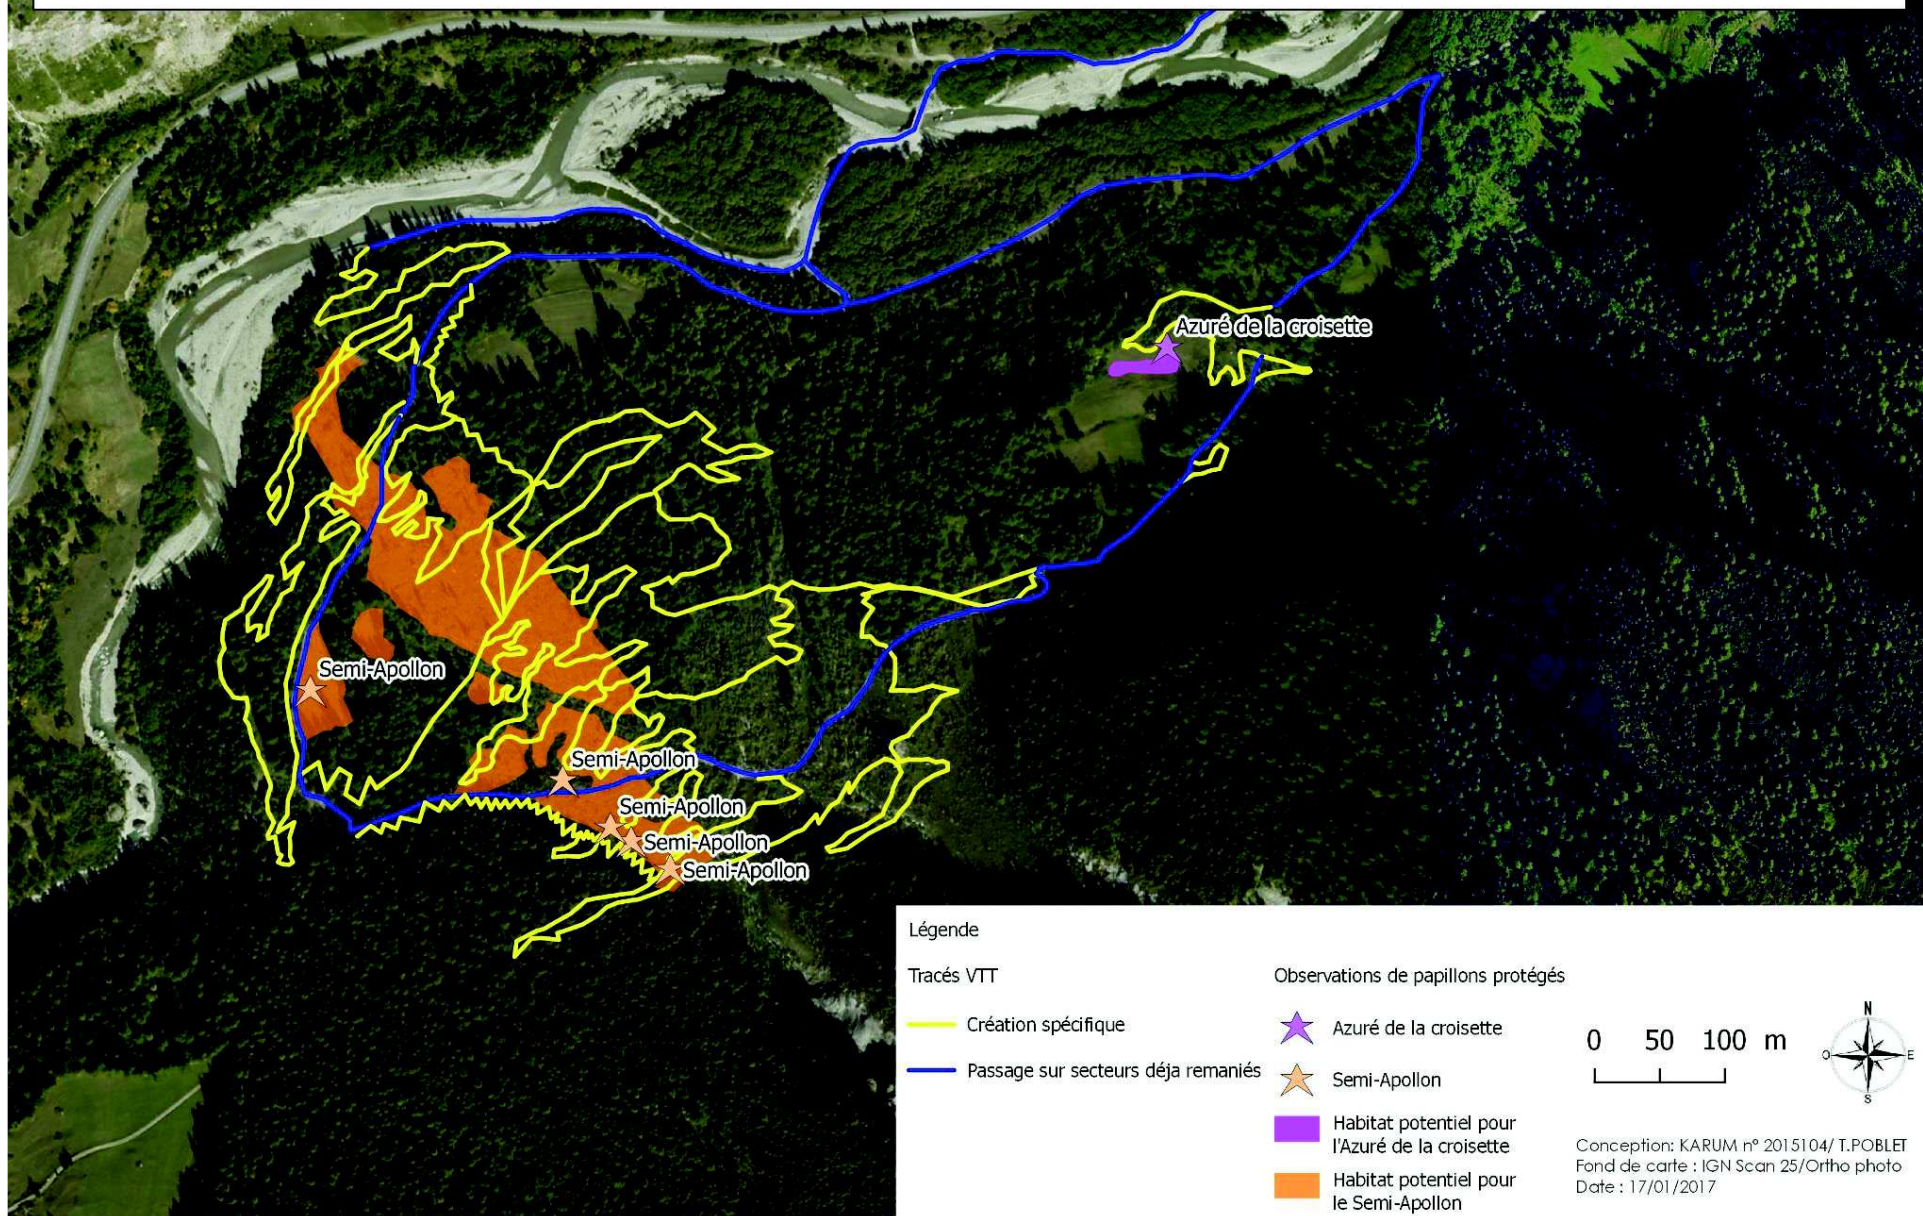 Azuré de la croisette
Semi-Apollon
Semi-Apollon
Semi-Apollon
Semi-Apollon
Semi-Apollon
Légende
Tracés VTT
Création spécifique
Passage sur secteurs déja remaniés
Observations de papillons protégés
Azuré de la croisette
Semi-Apollon
Habitat potentiel pour
l'Azuré de la croisette
Habitat potentiel pour
le Semi-Apollon
0 50 100 m
N
O
E
S
Conception: KARUM n° 2015104/ T.POBLET
Fond de carte : IGN Scan 25/Ortho photo
Date : 17/01/2017